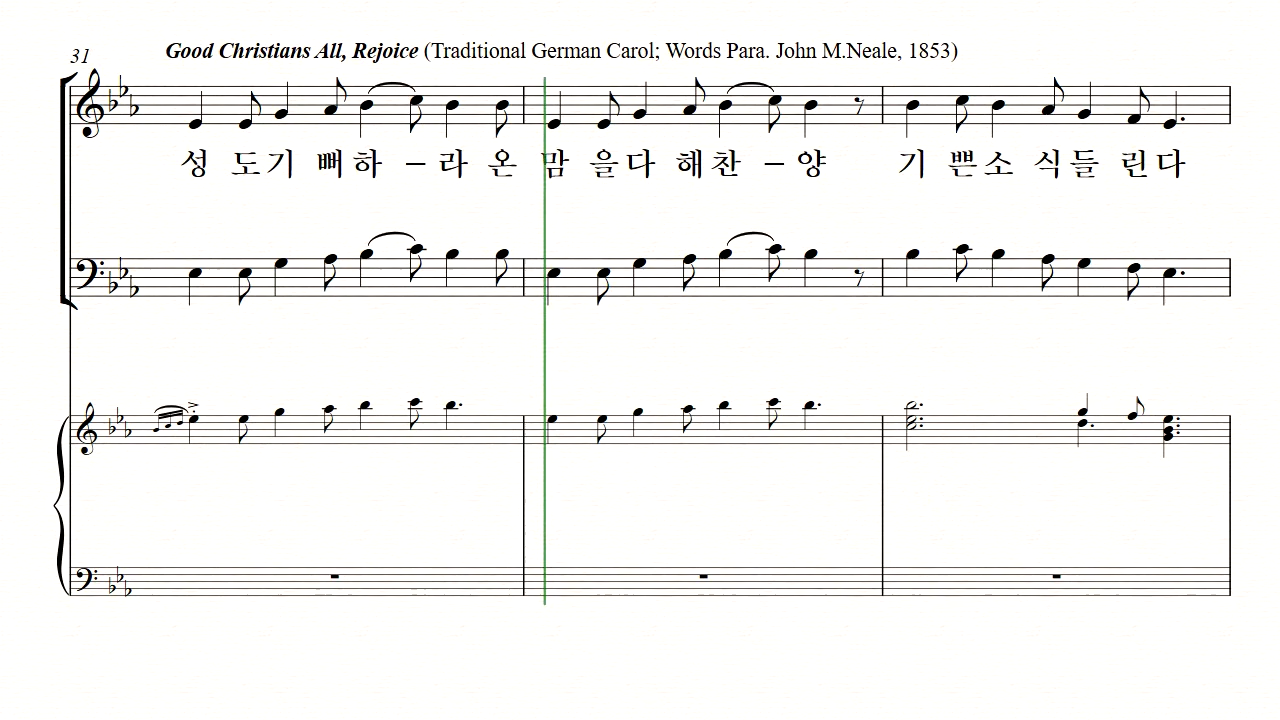 31
Good Christians All, Rejoice (Traditional German Carol; Words Para. John M.Neale, 1853)
성 도기 뻐하 – 라 온 맘 을다 해찬 – 양 기 쁜소 식들 린다